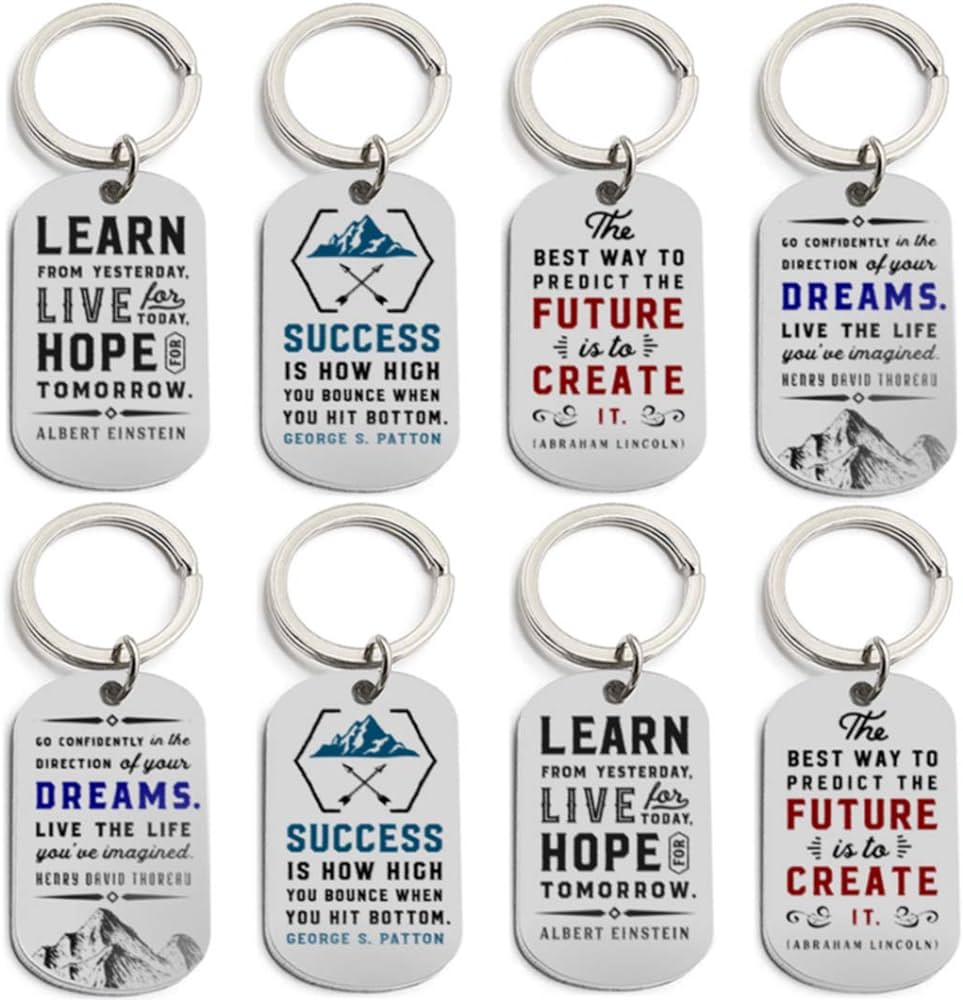 LEARN
FROM YESTERDAY,
LIVE for
TODAY,
HOPE FOR
TOMORROW.
ALBERT EINSTEIN
SUCCESS
IS HOW HIGH
YOU BOUNCE WHEN
YOU HIT BOTTOM.
GEORGE S. PATTON
The
BEST WAY TO
PREDICT THE
FUTURE
is to
CREATE
IT.
(ABRAHAM LINCOLN)
GO CONFIDENTLY in the
DIRECTION of your
DREAMS.
LIVE THE LIFE
you've imagined.
HENRY DAVID THOREAU
GO CONFIDENTLY in the
DIRECTION of your
DREAMS.
LIVE THE LIFE
you've imagined.
HENRY DAVID THOREAU
SUCCESS
IS HOW HIGH
YOU BOUNCE WHEN
YOU HIT BOTTOM.
GEORGE S. PATTON
LEARN
FROM YESTERDAY,
LIVE for
TODAY,
HOPE FOR
TOMORROW.
ALBERT EINSTEIN
The
BEST WAY TO
PREDICT THE
FUTURE
is to
CREATE
IT.
(ABRAHAM LINCOLN)